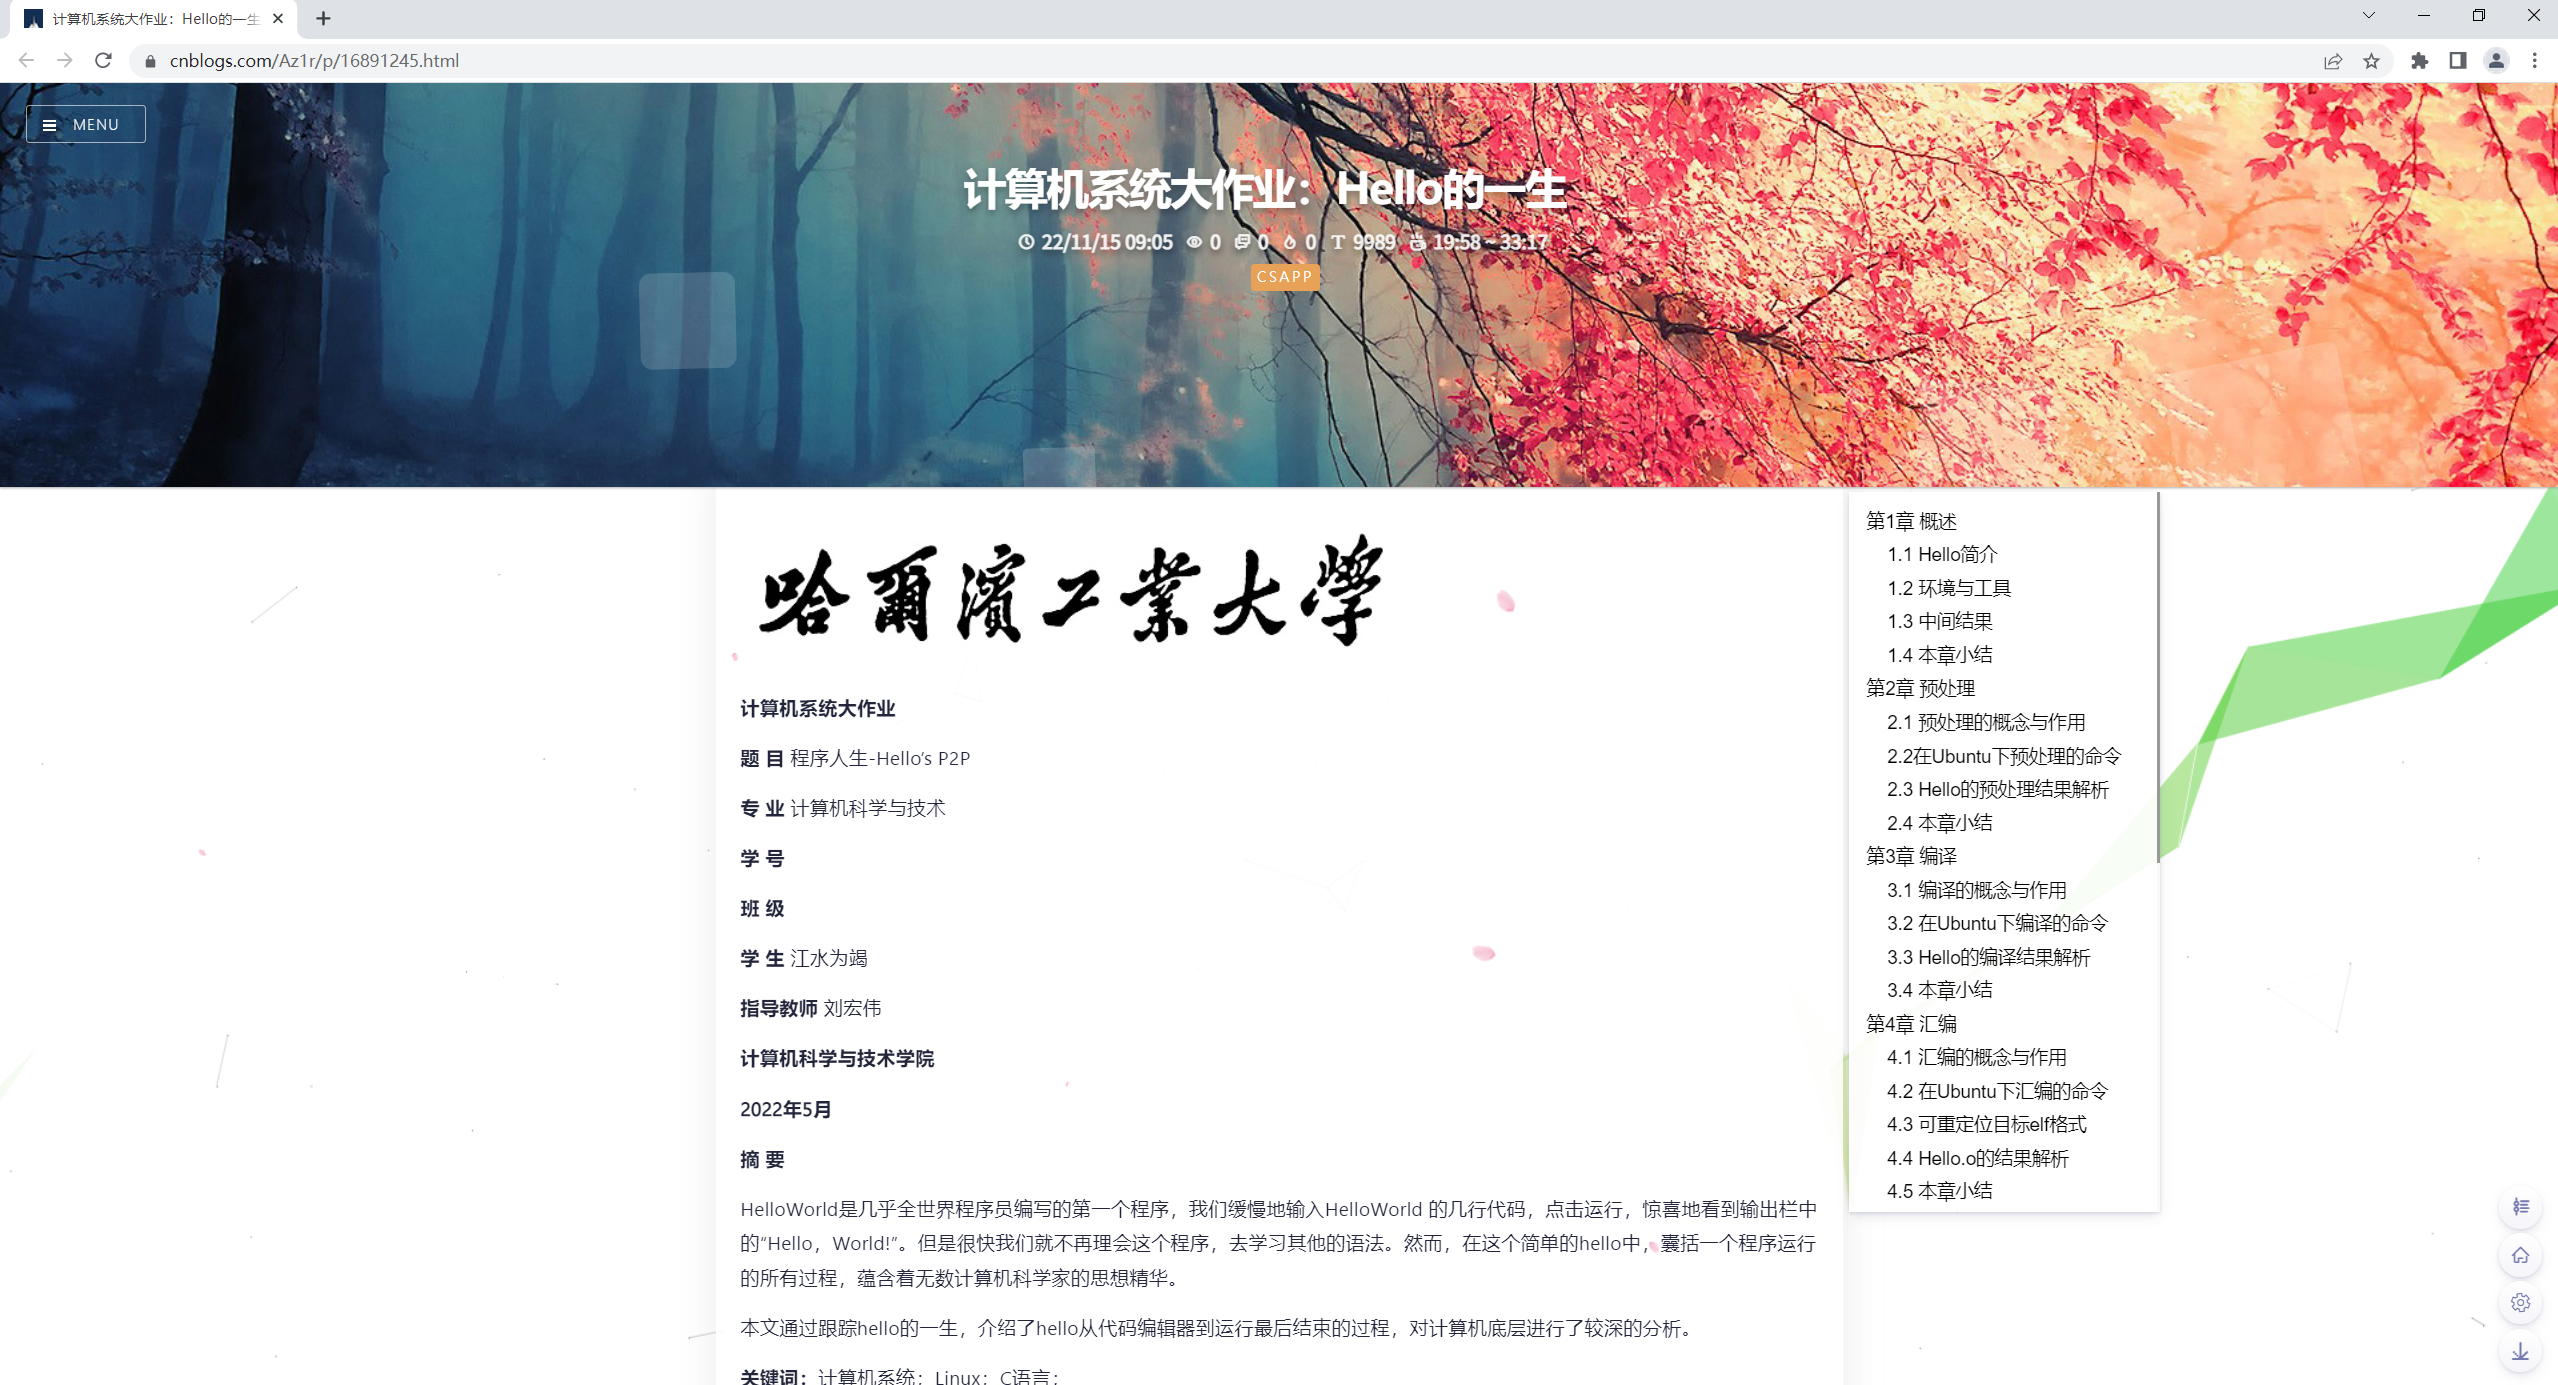 计算机系统大作业：Hello的一生
cnblogs.com/Az1r/p/16891245.html
MENU
计算机系统大作业：Hello的一生
22/11/15 09:05 0 0 0 T 9989 19:58 ~ 33:17
CSAPP
哈爾濱工業大學
计算机系统大作业
题 目 程序人生-Hello’s P2P
专 业 计算机科学与技术
学 号
班 级
学 生 江水为竭
指导教师 刘宏伟
计算机科学与技术学院
2022年5月
摘 要
HelloWorld是几乎全世界程序员编写的第一个程序，我们缓慢地输入HelloWorld 的几行代码，点击运行，惊喜地看到输出栏中
的“Hello，World!”。但是很快我们就不再理会这个程序，去学习其他的语法。然而，在这个简单的hello中，囊括一个程序运行
的所有过程，蕴含着无数计算机科学家的思想精华。
本文通过跟踪hello的一生，介绍了hello从代码编辑器到运行最后结束的过程，对计算机底层进行了较深的分析。
关键词：计算机系统；Linux；C语言；
第1章 概述
1.1 Hello简介
1.2 环境与工具
1.3 中间结果
1.4 本章小结
第2章 预处理
2.1 预处理的概念与作用
2.2在Ubuntu下预处理的命令
2.3 Hello的预处理结果解析
2.4 本章小结
第3章 编译
3.1 编译的概念与作用
3.2 在Ubuntu下编译的命令
3.3 Hello的编译结果解析
3.4 本章小结
第4章 汇编
4.1 汇编的概念与作用
4.2 在Ubuntu下汇编的命令
4.3 可重定位目标elf格式
4.4 Hello.o的结果解析
4.5 本章小结